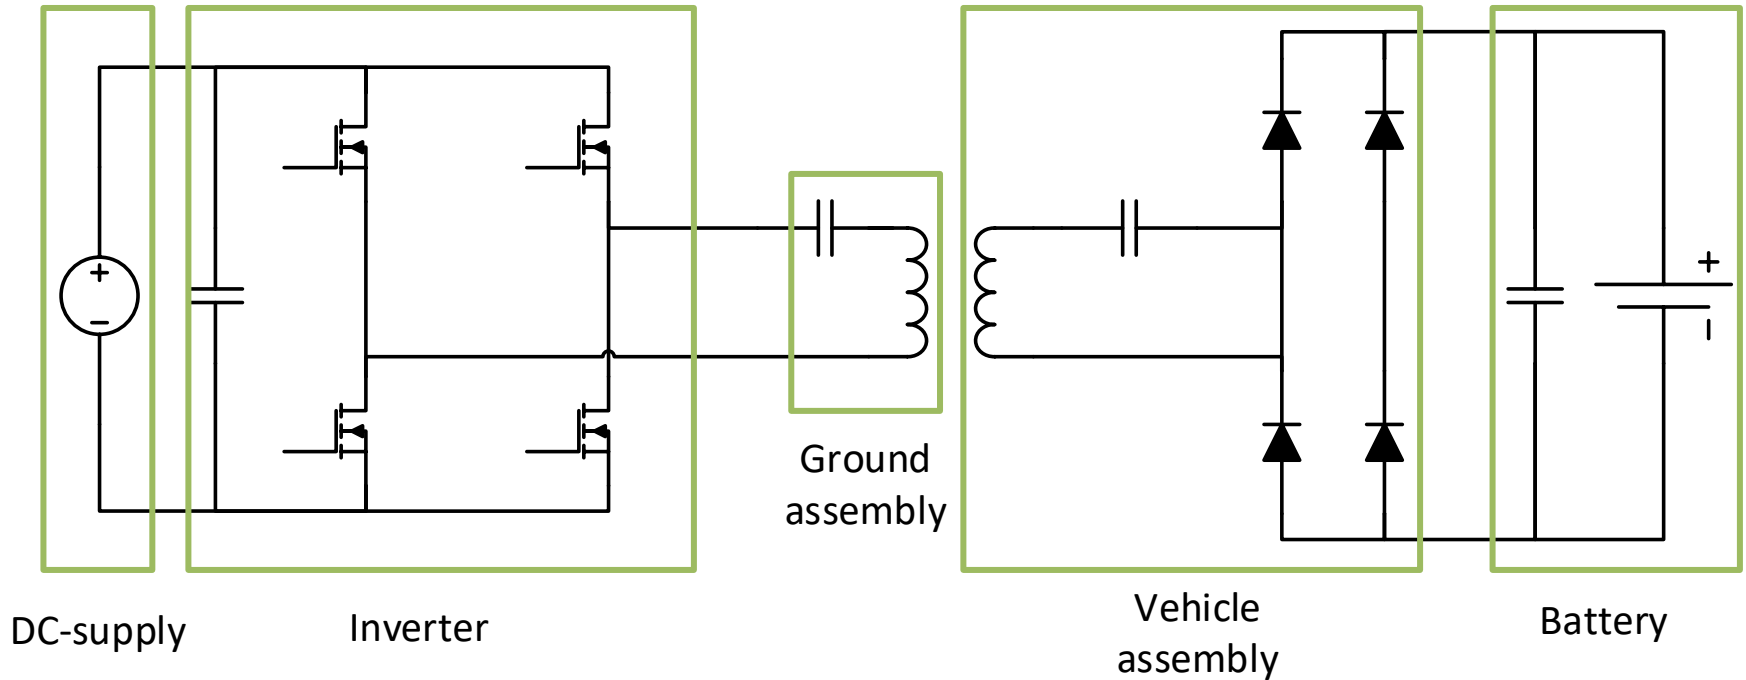 +
−
+
−
Ground
assembly
DC-supply
Inverter
Vehicle
assembly
Battery